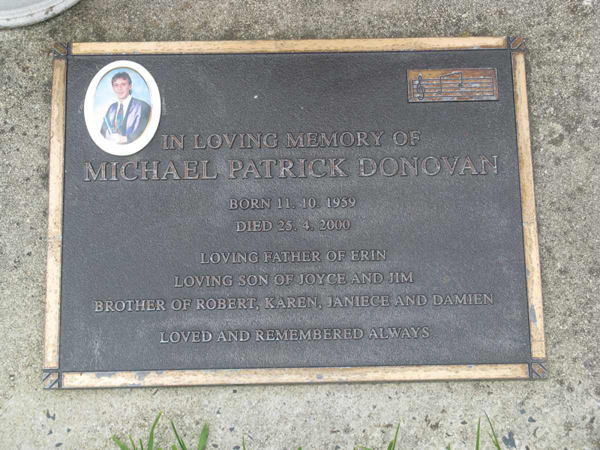 IN LOVING MEMORY OF
MICHAEL PATRICK DONOVAN
BORN 11. 10. 1959
DIED 25. 4. 2000
LOVING FATHER OF ERIN
LOVING SON OF JOYCE AND JIM
BROTHER OF ROBERT, KAREN, JANIECE AND DAMIEN
LOVED AND REMEMBERED ALWAYS